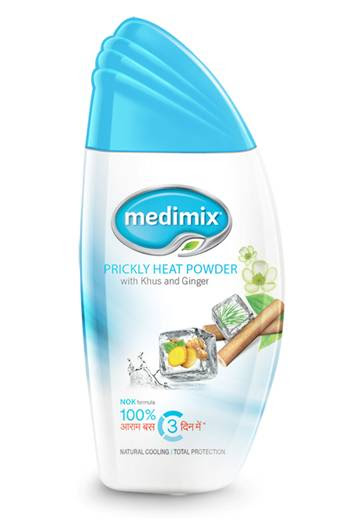 medimix®
PRICKLY HEAT POWDER
with Khus and Ginger
NOK formula
100%
आराम बस 3 दिन में*
NATURAL COOLING | TOTAL PROTECTION